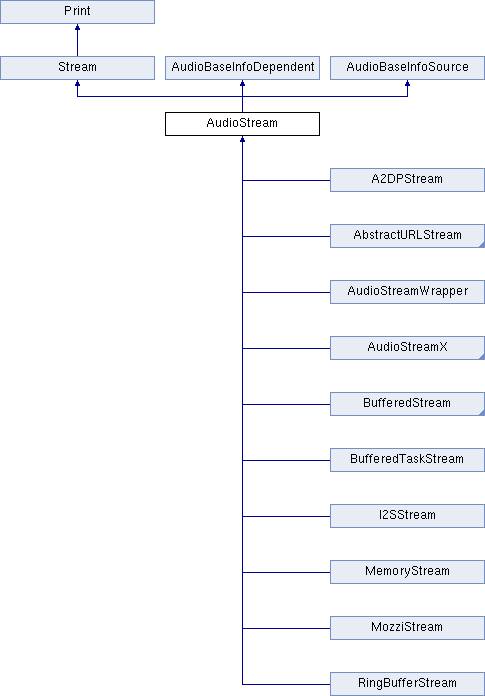 Print
Stream
AudioBaseInfoDependent
AudioBaseInfoSource
AudioStream
A2DPStream
AbstractURLStream
AudioStreamWrapper
AudioStreamX
BufferedStream
BufferedTaskStream
I2SStream
MemoryStream
MozziStream
RingBufferStream